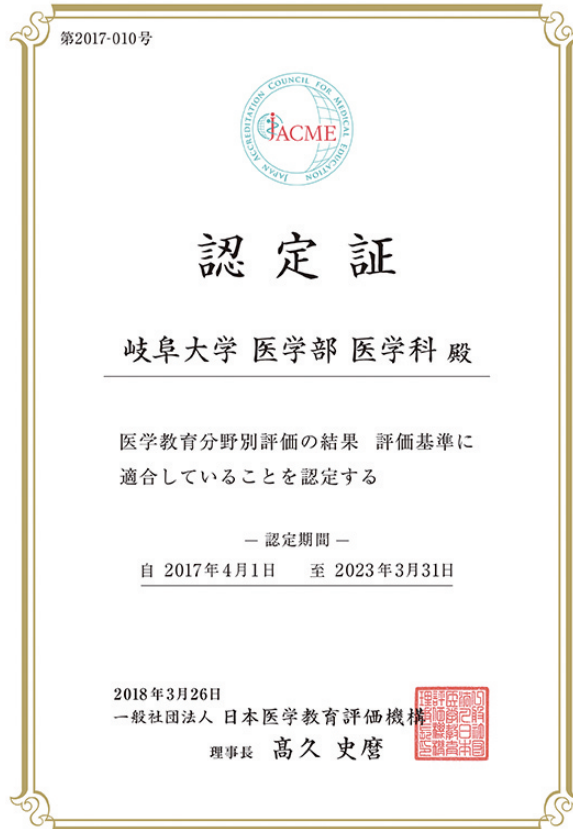 第2017-010号
JAPAN ACCREDITATION COUNCIL FOR MEDICAL EDUCATION
JACME
認定証
岐阜大学 医学部 医学科 殿
医学教育分野別評価の結果 評価基準に
適合していることを認定する
― 認定期間 ―
自 2017年4月1日 至 2023年3月31日
2018年3月26日
一般社団法人 日本医学教育評価機構
理事長 髙久 史麿